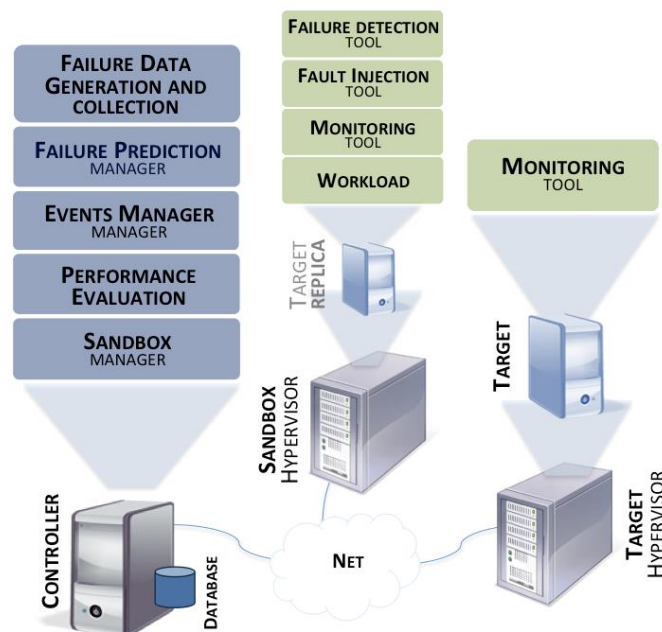 FAILURE DATA
GENERATION AND
COLLECTION
FAILURE PREDICTION
MANAGER
EVENTS MANAGER
MANAGER
PERFORMANCE
EVALUATION
SANDBOX
MANAGER
CONTROLLER
DATABASE
FAILURE DETECTION
TOOL
FAULT INJECTION
TOOL
MONITORING
TOOL
WORKLOAD
TARGET
REPLICA
SANDBOX
HYPERVISOR
NET
MONITORING
TOOL
TARGET
TARGET
HYPERVISOR